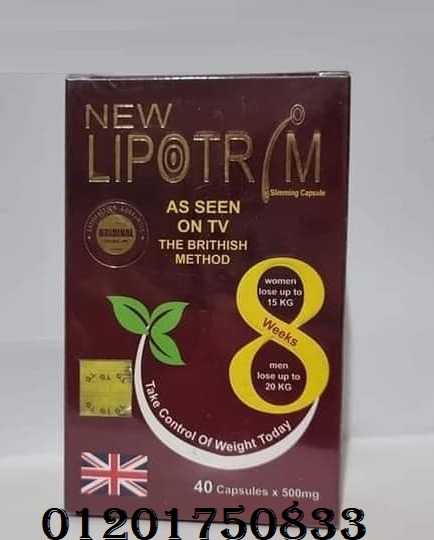 NEW
LIPOTRIM
Slimming Capsule
AS SEEN
ON TV
THE BRITHISH
METHOD
ORIGINAL
women
lose up to
15 KG
8
Weeks
men
lose up to
20 KG
Take Control Of Weight Today
40 Capsules x 500mg
01201750833